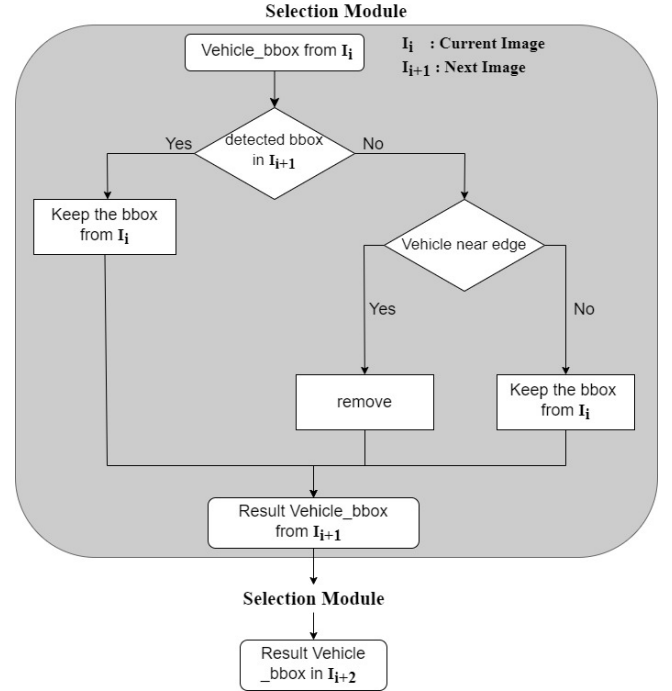 Selection Module
Vehicle_bbox from Ii
Ii : Current Image
Ii+1 : Next Image
detected bbox
in Ii+1
Yes
No
Keep the bbox
from Ii
Vehicle near edge
Yes
No
remove
Keep the bbox
from Ii
Result Vehicle_bbox
from Ii+1
Selection Module
Result Vehicle
_bbox in Ii+2